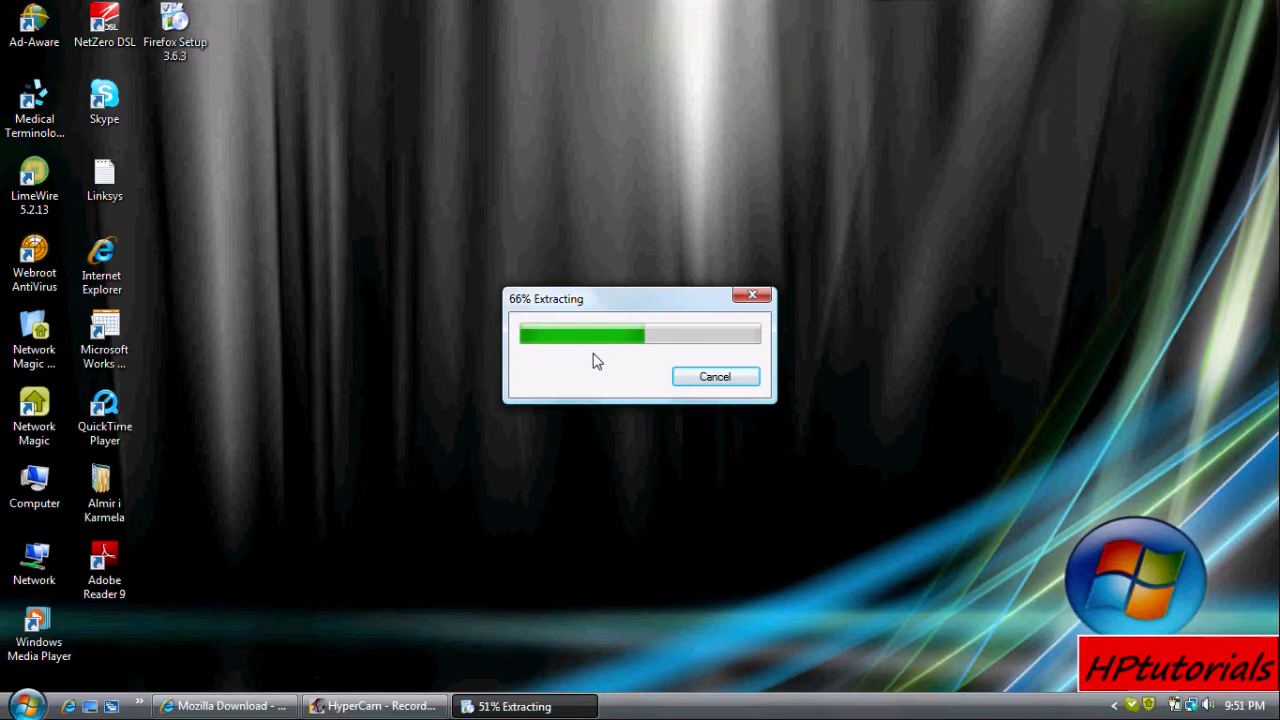 Ad-Aware
NetZero DSL
Firefox Setup
3.6.3
Medical
Terminolo...
Skype
LimeWire
5.2.13
Linksys
Webroot
AntiVirus
Internet
Explorer
Network
Magic ...
Microsoft
Works ...
Network
Magic
QuickTime
Player
Computer
Almir i
Karmela
Network
Adobe
Reader 9
Windows
Media Player
66% Extracting
Cancel
HPtutorials
Mozilla Download - ...
HyperCam - Record...
51% Extracting
9:51 PM